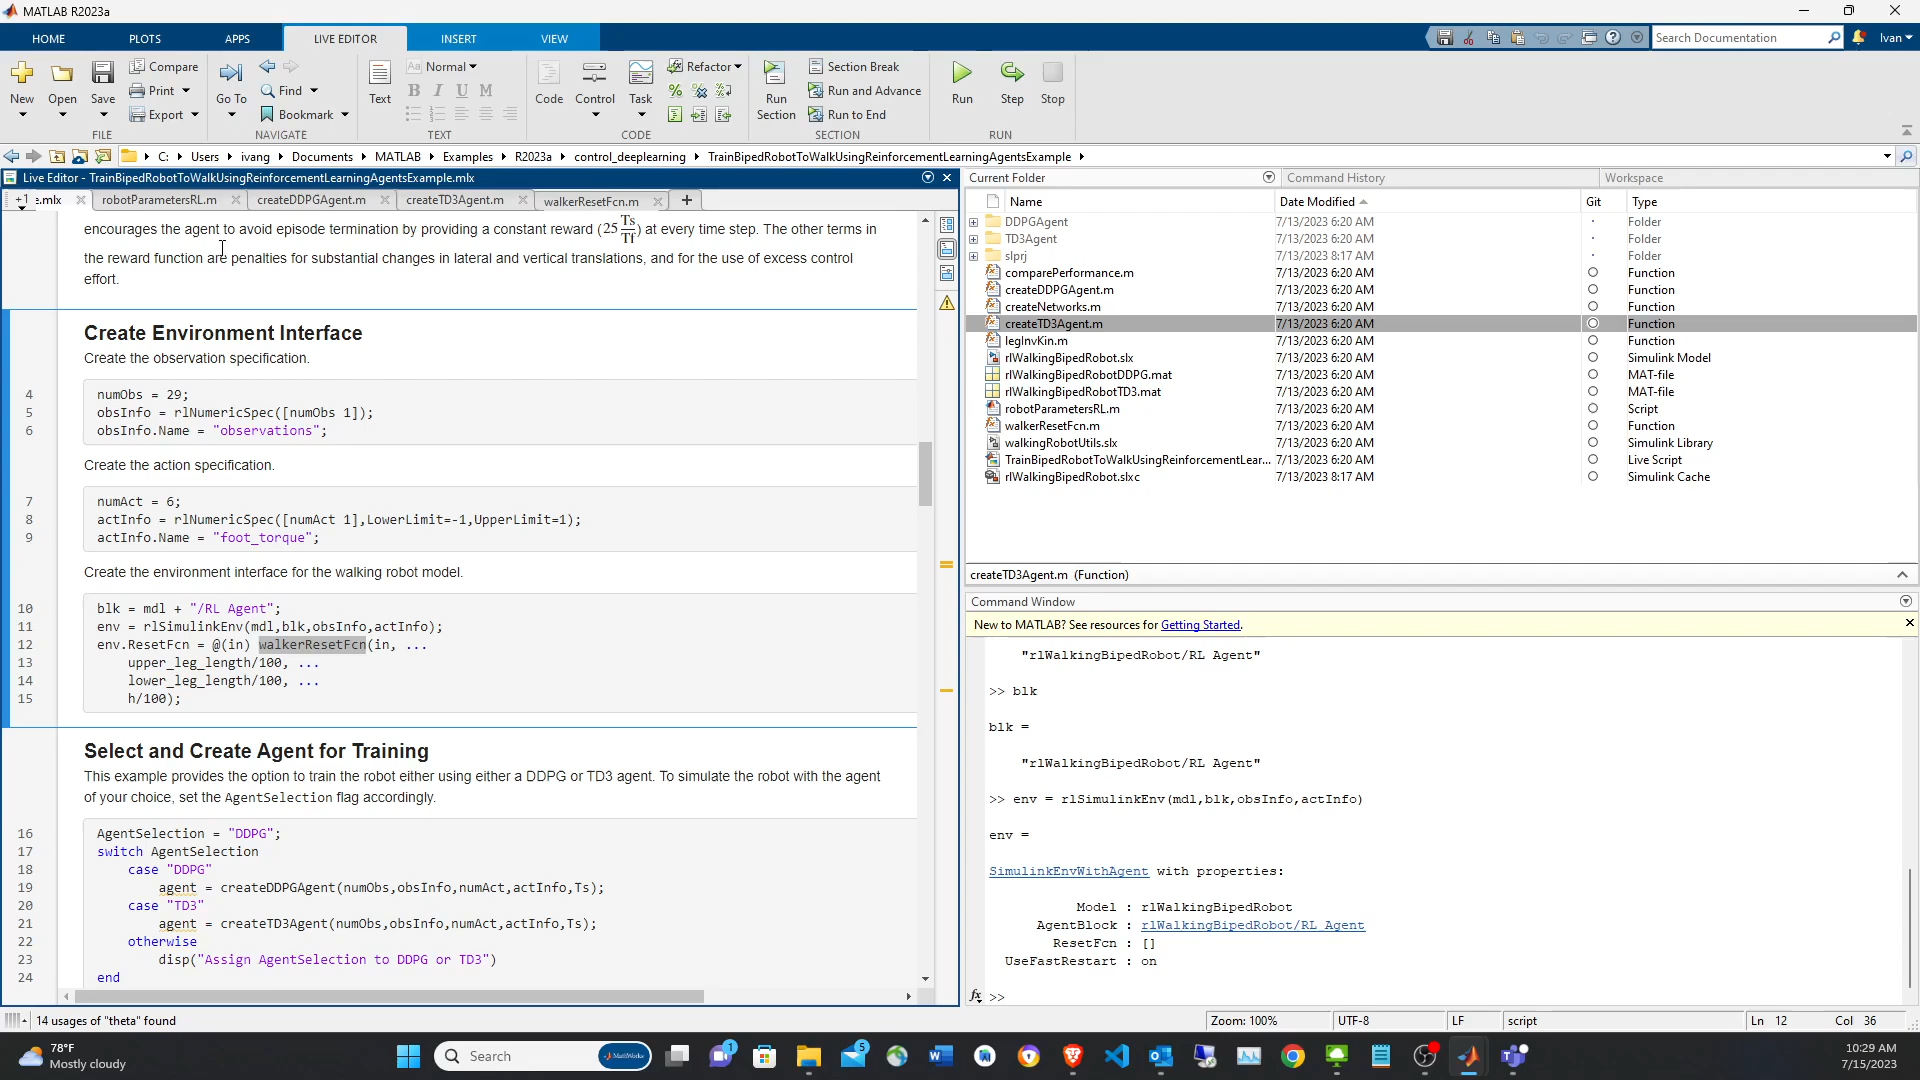 MATLAB R2023a
HOME PLOTS APPS LIVE EDITOR INSERT VIEW
Search Documentation Ivan
New Open Save Compare Print Export
FILE
Go To Find Bookmark
NAVIGATE
Text Aa Normal B I U M
TEXT
Code Control Task Refactor
CODE
Run Section Section Break Run and Advance Run to End
SECTION
Run Step Stop
RUN
C: Users ivang Documents MATLAB Examples R2023a control_deeplearning TrainBipedRobotToWalkUsingReinforcementLearningAgentsExample
Live Editor - TrainBipedRobotToWalkUsingReinforcementLearningAgentsExample.mlx
+1 e.mlx robotParametersRL.m createDDPGAgent.m createTD3Agent.m walkerResetFcn.m
encourages the agent to avoid episode termination by providing a constant reward (25 Ts/Tf) at every time step. The other terms in
the reward function are penalties for substantial changes in lateral and vertical translations, and for the use of excess control
effort.
Create Environment Interface
Create the observation specification.
4 numObs = 29;
5 obsInfo = rlNumericSpec([numObs 1]);
6 obsInfo.Name = "observations";
Create the action specification.
7 numAct = 6;
8 actInfo = rlNumericSpec([numAct 1],LowerLimit=-1,UpperLimit=1);
9 actInfo.Name = "foot_torque";
Create the environment interface for the walking robot model.
10 blk = mdl + "/RL Agent";
11 env = rlSimulinkEnv(mdl,blk,obsInfo,actInfo);
12 env.ResetFcn = @(in) walkerResetFcn(in, ...
13 upper_leg_length/100, ...
14 lower_leg_length/100, ...
15 h/100);
Select and Create Agent for Training
This example provides the option to train the robot either using either a DDPG or TD3 agent. To simulate the robot with the agent
of your choice, set the AgentSelection flag accordingly.
16 AgentSelection = "DDPG";
17 switch AgentSelection
18 case "DDPG"
19 agent = createDDPGAgent(numObs,obsInfo,numAct,actInfo,Ts);
20 case "TD3"
21 agent = createTD3Agent(numObs,obsInfo,numAct,actInfo,Ts);
22 otherwise
23 disp("Assign AgentSelection to DDPG or TD3")
24 end
Current Folder Command History Workspace
Name Date Modified Git Type
DDPGAgent 7/13/2023 6:20 AM Folder
TD3Agent 7/13/2023 6:20 AM Folder
slprj 7/13/2023 8:17 AM Folder
comparePerformance.m 7/13/2023 6:20 AM Function
createDDPGAgent.m 7/13/2023 6:20 AM Function
createNetworks.m 7/13/2023 6:20 AM Function
createTD3Agent.m 7/13/2023 6:20 AM Function
legInvKin.m 7/13/2023 6:20 AM Function
rlWalkingBipedRobot.slx 7/13/2023 6:20 AM Simulink Model
rlWalkingBipedRobotDDPG.mat 7/13/2023 6:20 AM MAT-file
rlWalkingBipedRobotTD3.mat 7/13/2023 6:20 AM MAT-file
robotParametersRL.m 7/13/2023 6:20 AM Script
walkerResetFcn.m 7/13/2023 6:20 AM Function
walkingRobotUtils.slx 7/13/2023 6:20 AM Simulink Library
TrainBipedRobotToWalkUsingReinforcementLear... 7/13/2023 6:20 AM Live Script
rlWalkingBipedRobot.slxc 7/13/2023 8:17 AM Simulink Cache
createTD3Agent.m (Function)
Command Window
New to MATLAB? See resources for Getting Started.
"rlWalkingBipedRobot/RL Agent"
>> blk
blk =
"rlWalkingBipedRobot/RL Agent"
>> env = rlSimulinkEnv(mdl,blk,obsInfo,actInfo)
env =
SimulinkEnvWithAgent with properties:
Model : rlWalkingBipedRobot
AgentBlock : rlWalkingBipedRobot/RL Agent
ResetFcn : []
UseFastRestart : on
fx >>
14 usages of "theta" found
Zoom: 100% UTF-8 LF script Ln 12 Col 36
78°F
Mostly cloudy
Search MathWorks 1 5
10:29 AM
7/15/2023